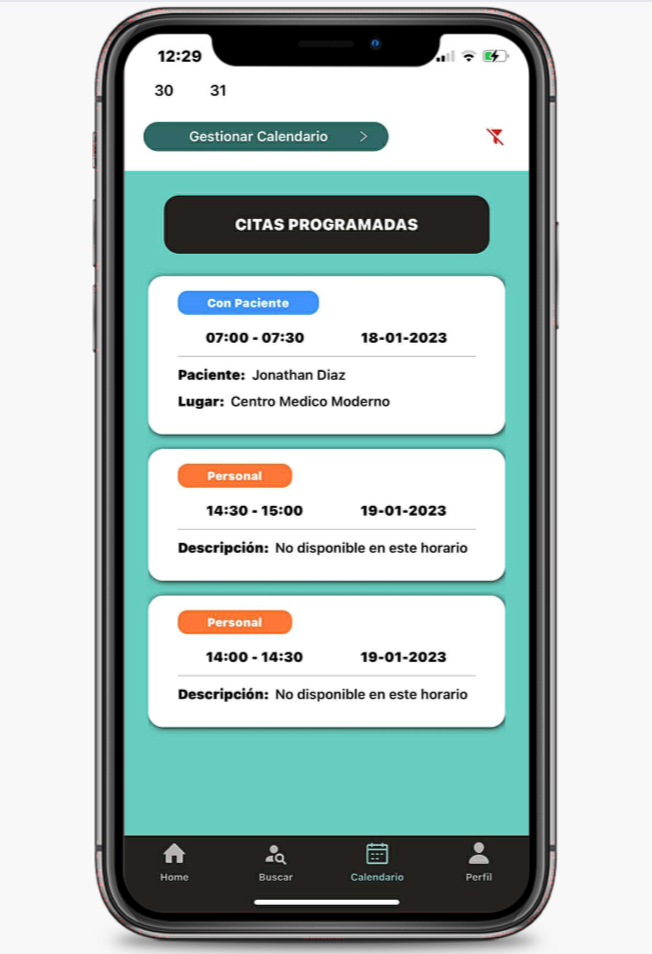 12:29
30 31
Gestionar Calendario >
CITAS PROGRAMADAS
Con Paciente
07:00 - 07:30 18-01-2023
Paciente: Jonathan Diaz
Lugar: Centro Medico Moderno
Personal
14:30 - 15:00 19-01-2023
Descripción: No disponible en este horario
Personal
14:00 - 14:30 19-01-2023
Descripción: No disponible en este horario
Home Buscar Calendario Perfil